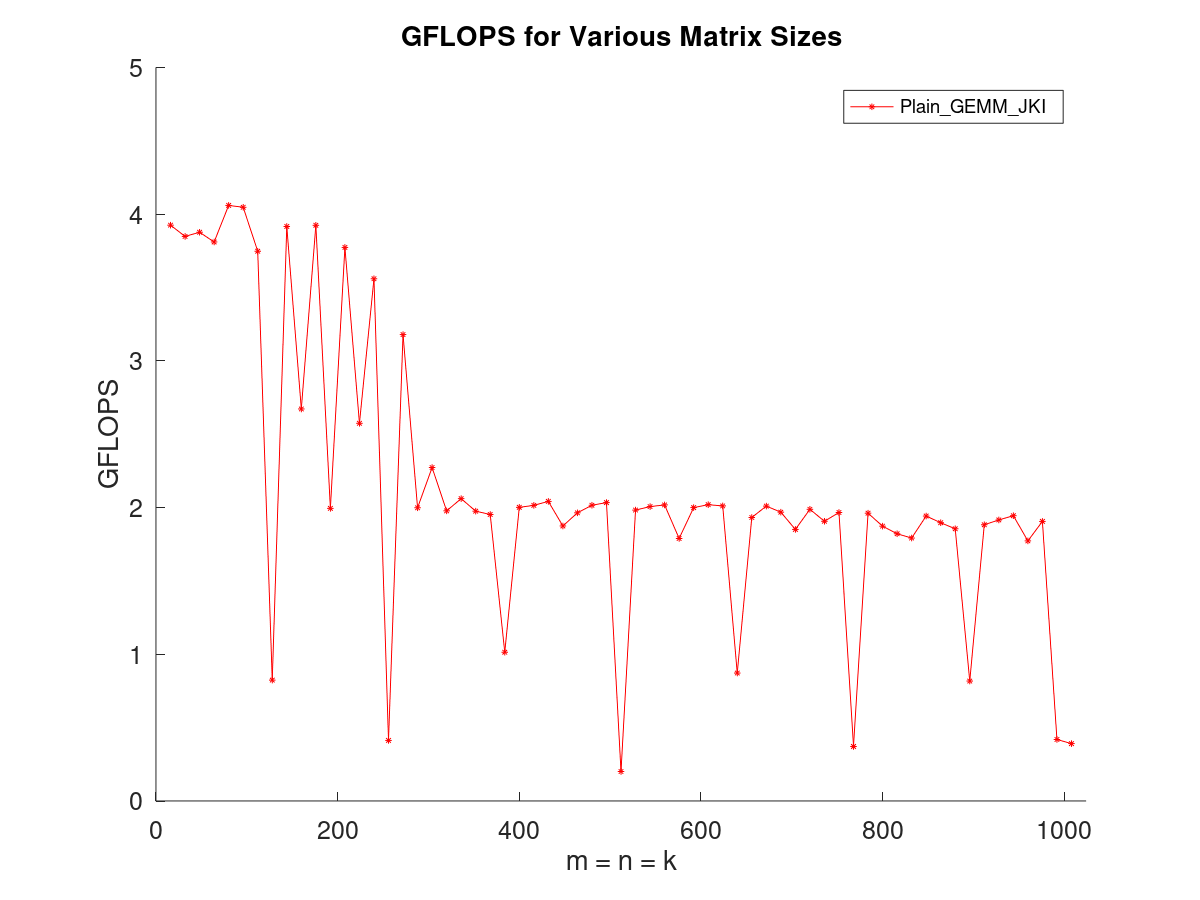 GFLOPS for Various Matrix Sizes
5
Plain_GEMM_JKI
4
3
GFLOPS
2
1
0
0 200 400 600 800 1000
m = n = k